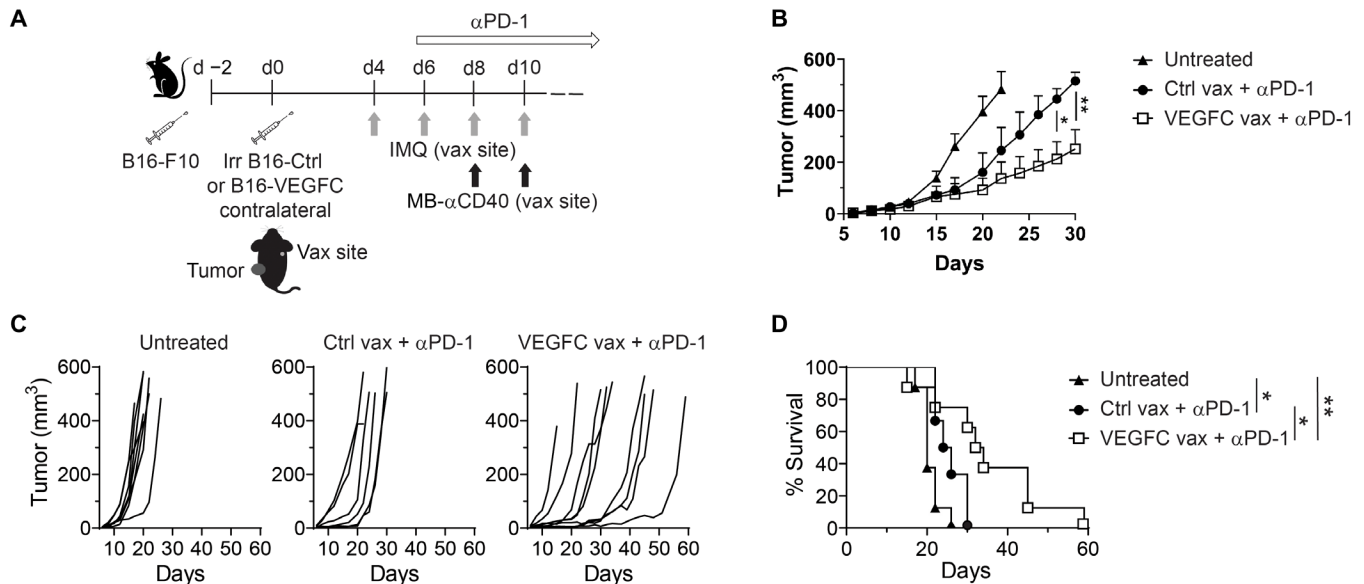 A
αPD-1
d −2
d0
d4
d6
d8
d10
B16-F10
Irr B16-Ctrl
or B16-VEGFC
contralateral
IMQ (vax site)
MB-αCD40 (vax site)
Tumor
Vax site
B
Tumor (mm³)
600
400
200
0
5
10
15
20
25
30
Days
Untreated
Ctrl vax + αPD-1
VEGFC vax + αPD-1
*
**
C
Untreated
Ctrl vax + αPD-1
VEGFC vax + αPD-1
Tumor (mm³)
600
400
200
0
10 20 30 40 50 60
Days
600
400
200
0
10 20 30 40 50 60
Days
600
400
200
0
10 20 30 40 50 60
Days
D
% Survival
100
80
60
40
20
0
0
20
40
60
Days
Untreated
Ctrl vax + αPD-1
VEGFC vax + αPD-1
*
*
***